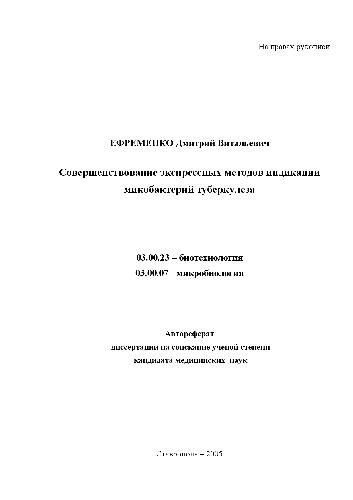 На правах рукописи
ЕФРЕМЕНКО Дмитрий Витальевич
Совершенствование экспрессных методов индикации
микобактерий туберкулеза
03.00.23 – биотехнология
03.00.07 – микробиология
Автореферат
диссертации на соискание ученой степени
кандидата медицинских наук
Ставрополь – 2005